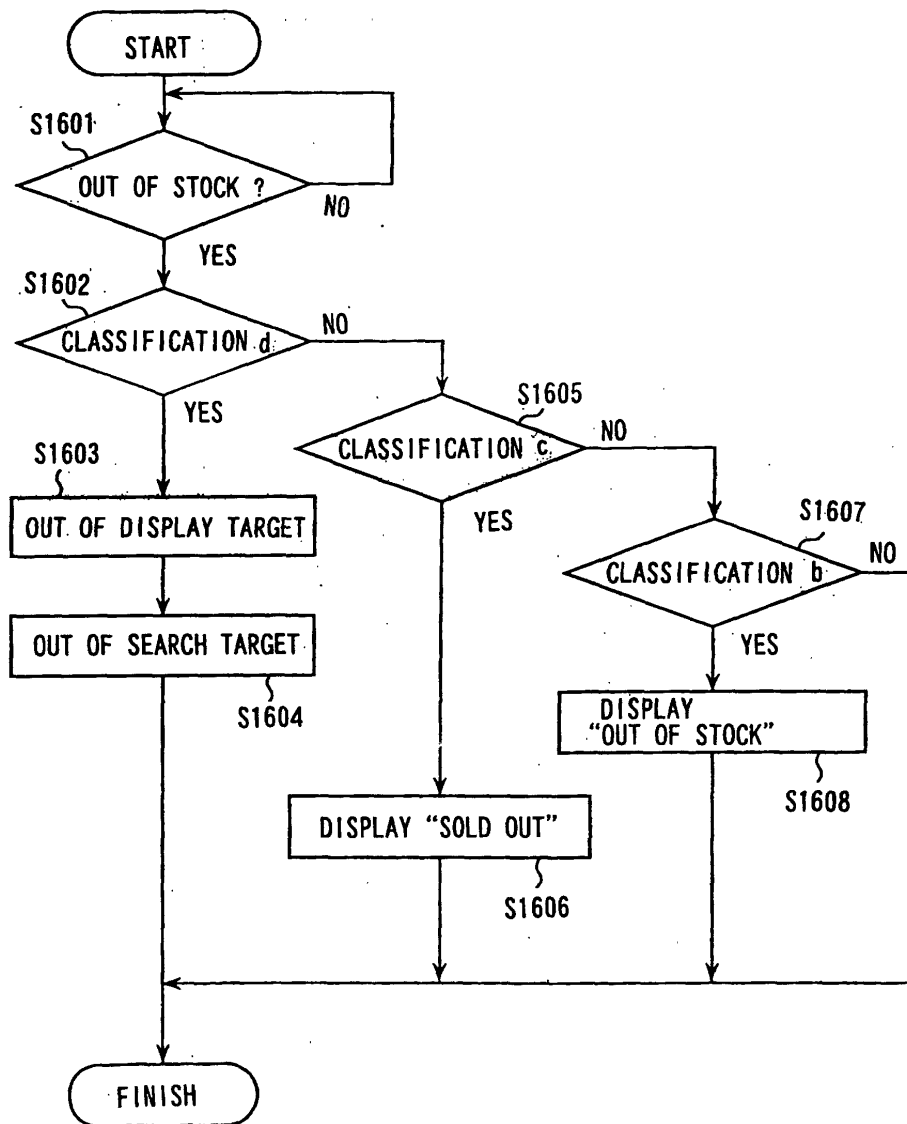 START
S1601
OUT OF STOCK ?
NO
YES
S1602
CLASSIFICATION d
NO
YES
S1605
CLASSIFICATION c
NO
YES
S1603
OUT OF DISPLAY TARGET
S1607
CLASSIFICATION b
NO
YES
OUT OF SEARCH TARGET
S1604
DISPLAY
“OUT OF STOCK”
S1608
DISPLAY “SOLD OUT”
S1606
FINISH